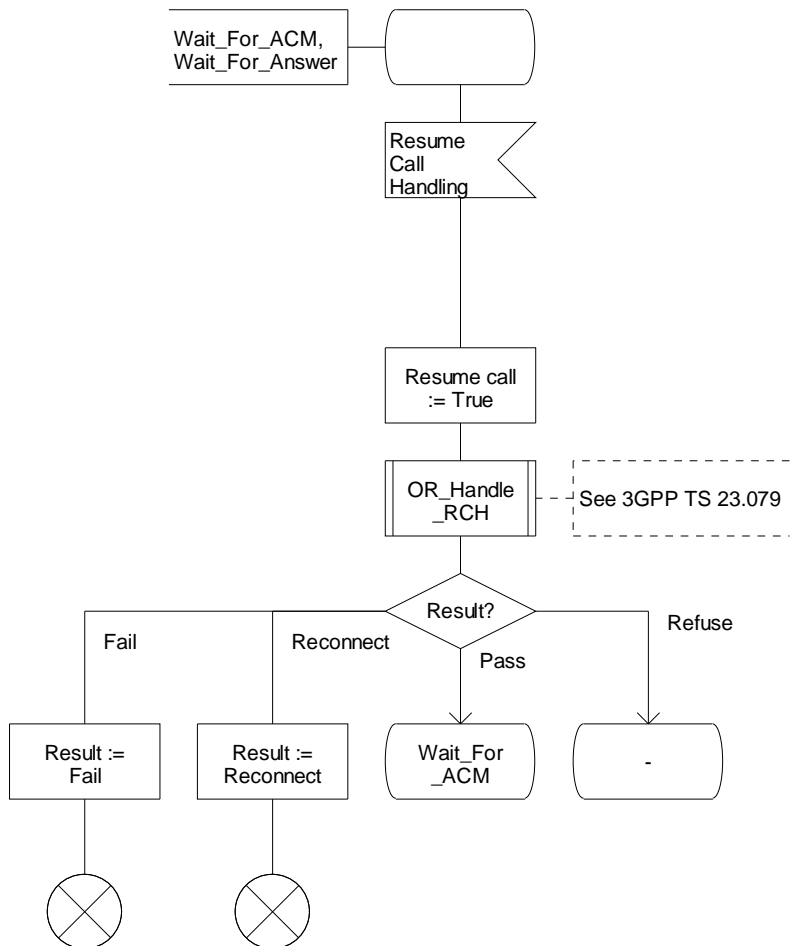 Wait_For_ACM,
Wait_For_Answer
Resume
Call
Handling
Resume call
:= True
OR_Handle
_RCH
See 3GPP TS 23.079
Result?
Fail
Reconnect
Pass
Refuse
Result :=
Fail
Result :=
Reconnect
Wait_For
_ACM
-